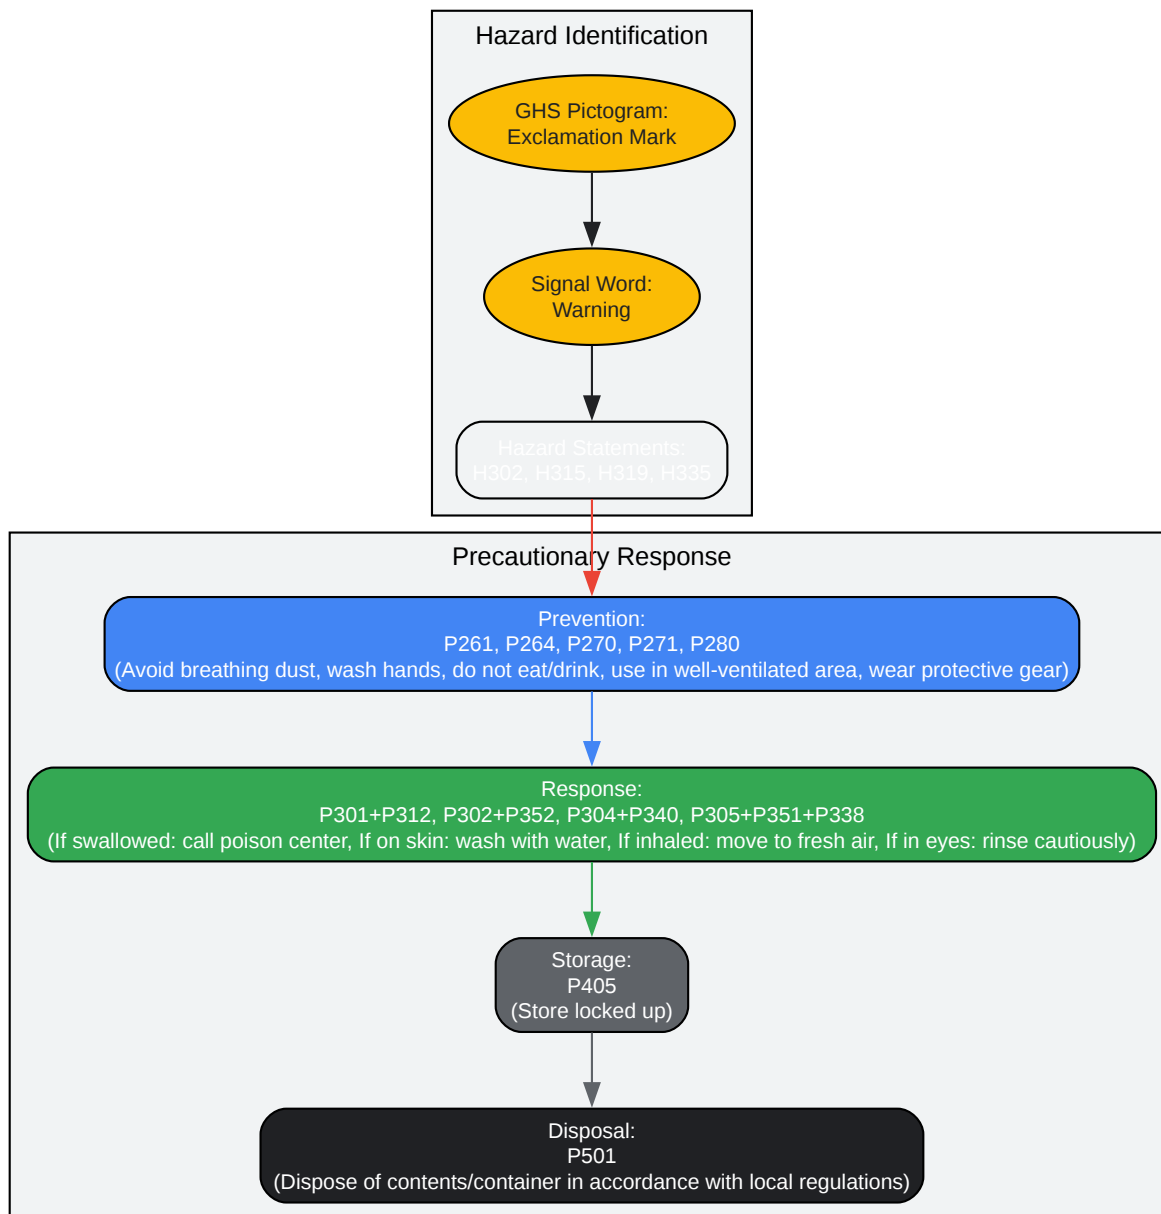 Hazard Identification
GHS Pictogram:
Exclamation Mark
Signal Word:
Warning
Hazard Statements:
H302, H315, H319, H335
Precautionary Response
Prevention:
P261, P264, P270, P271, P280
(Avoid breathing dust, wash hands, do not eat/drink, use in well-ventilated area, wear protective gear)
Response:
P301+P312, P302+P352, P304+P340, P305+P351+P338
(If swallowed: call poison center, If on skin: wash with water, If inhaled: move to fresh air, If in eyes: rinse cautiously)
Storage:
P405
(Store locked up)
Disposal:
P501
(Dispose of contents/container in accordance with local regulations)